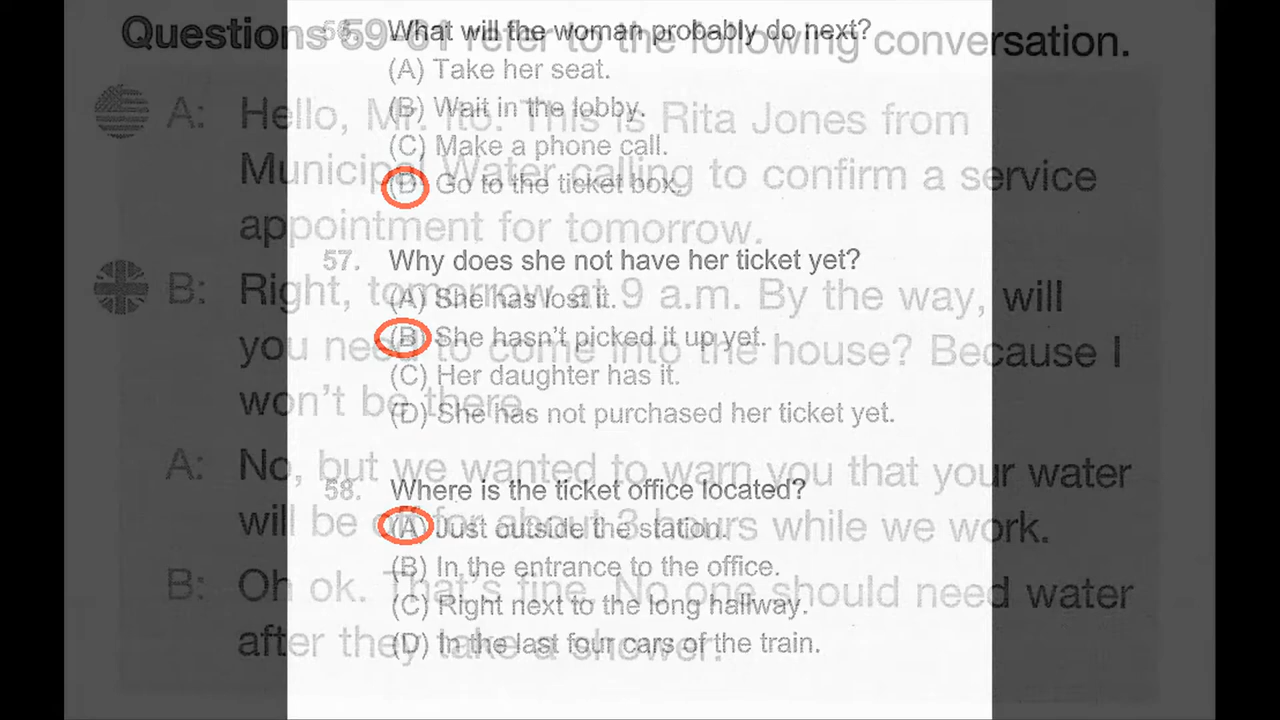 56. What will the woman probably do next?
(A) Take her seat.
(B) Wait in the lobby.
(C) Make a phone call.
(D) Go to the ticket box.
57. Why does she not have her ticket yet?
(A) She has lost it.
(B) She hasn't picked it up yet.
(C) Her daughter has it.
(D) She has not purchased her ticket yet.
58. Where is the ticket office located?
(A) Just outside the station.
(B) In the entrance to the office.
(C) Right next to the long hallway.
(D) In the last four cars of the train.
Questions 59-61 refer to the following conversation.
A: Hello, Mr. Ito. This is Rita Jones from
Municipal Water calling to confirm a service
appointment for tomorrow.
B: Right, tomorrow at 9 a.m. By the way, will
you need to come into the house? Because I
won't be there.
A: No, but we wanted to warn you that your water
will be off for about 3 hours while we work.
B: Oh ok. That's fine. No one should need water
after they take a shower.